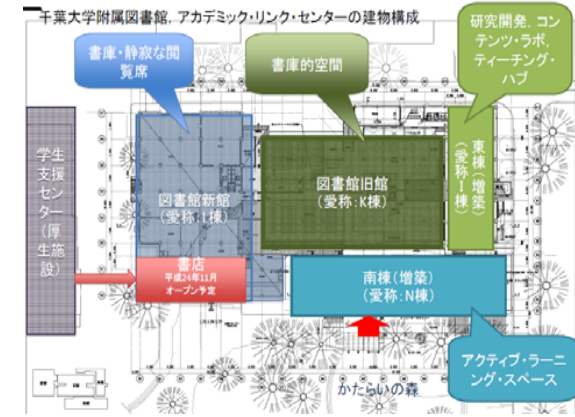 千葉大学附属図書館，アカデミック・リンク・センターの建物構成
書庫・静寂な閲
覧席
書庫的空間
研究開発，コン
テンツ・ラボ，
ティーチング・
ハブ
学生
支援
センタ
ー（厚
生施
設）
図書館新館
（愛称：L棟）
図書館旧館
（愛称：K棟）
東棟（増築）
（愛称：I棟）
書店
平成24年11月
オープン予定
南棟（増築）
（愛称：N棟）
アクティブ・ラーニ
ング・スペース
かたらいの森